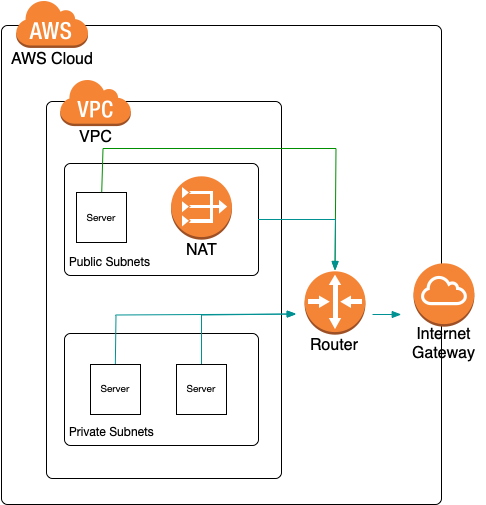 AWS
AWS Cloud
VPC
VPC
Server
NAT
Public Subnets
Router
Internet
Gateway
Server
Server
Private Subnets